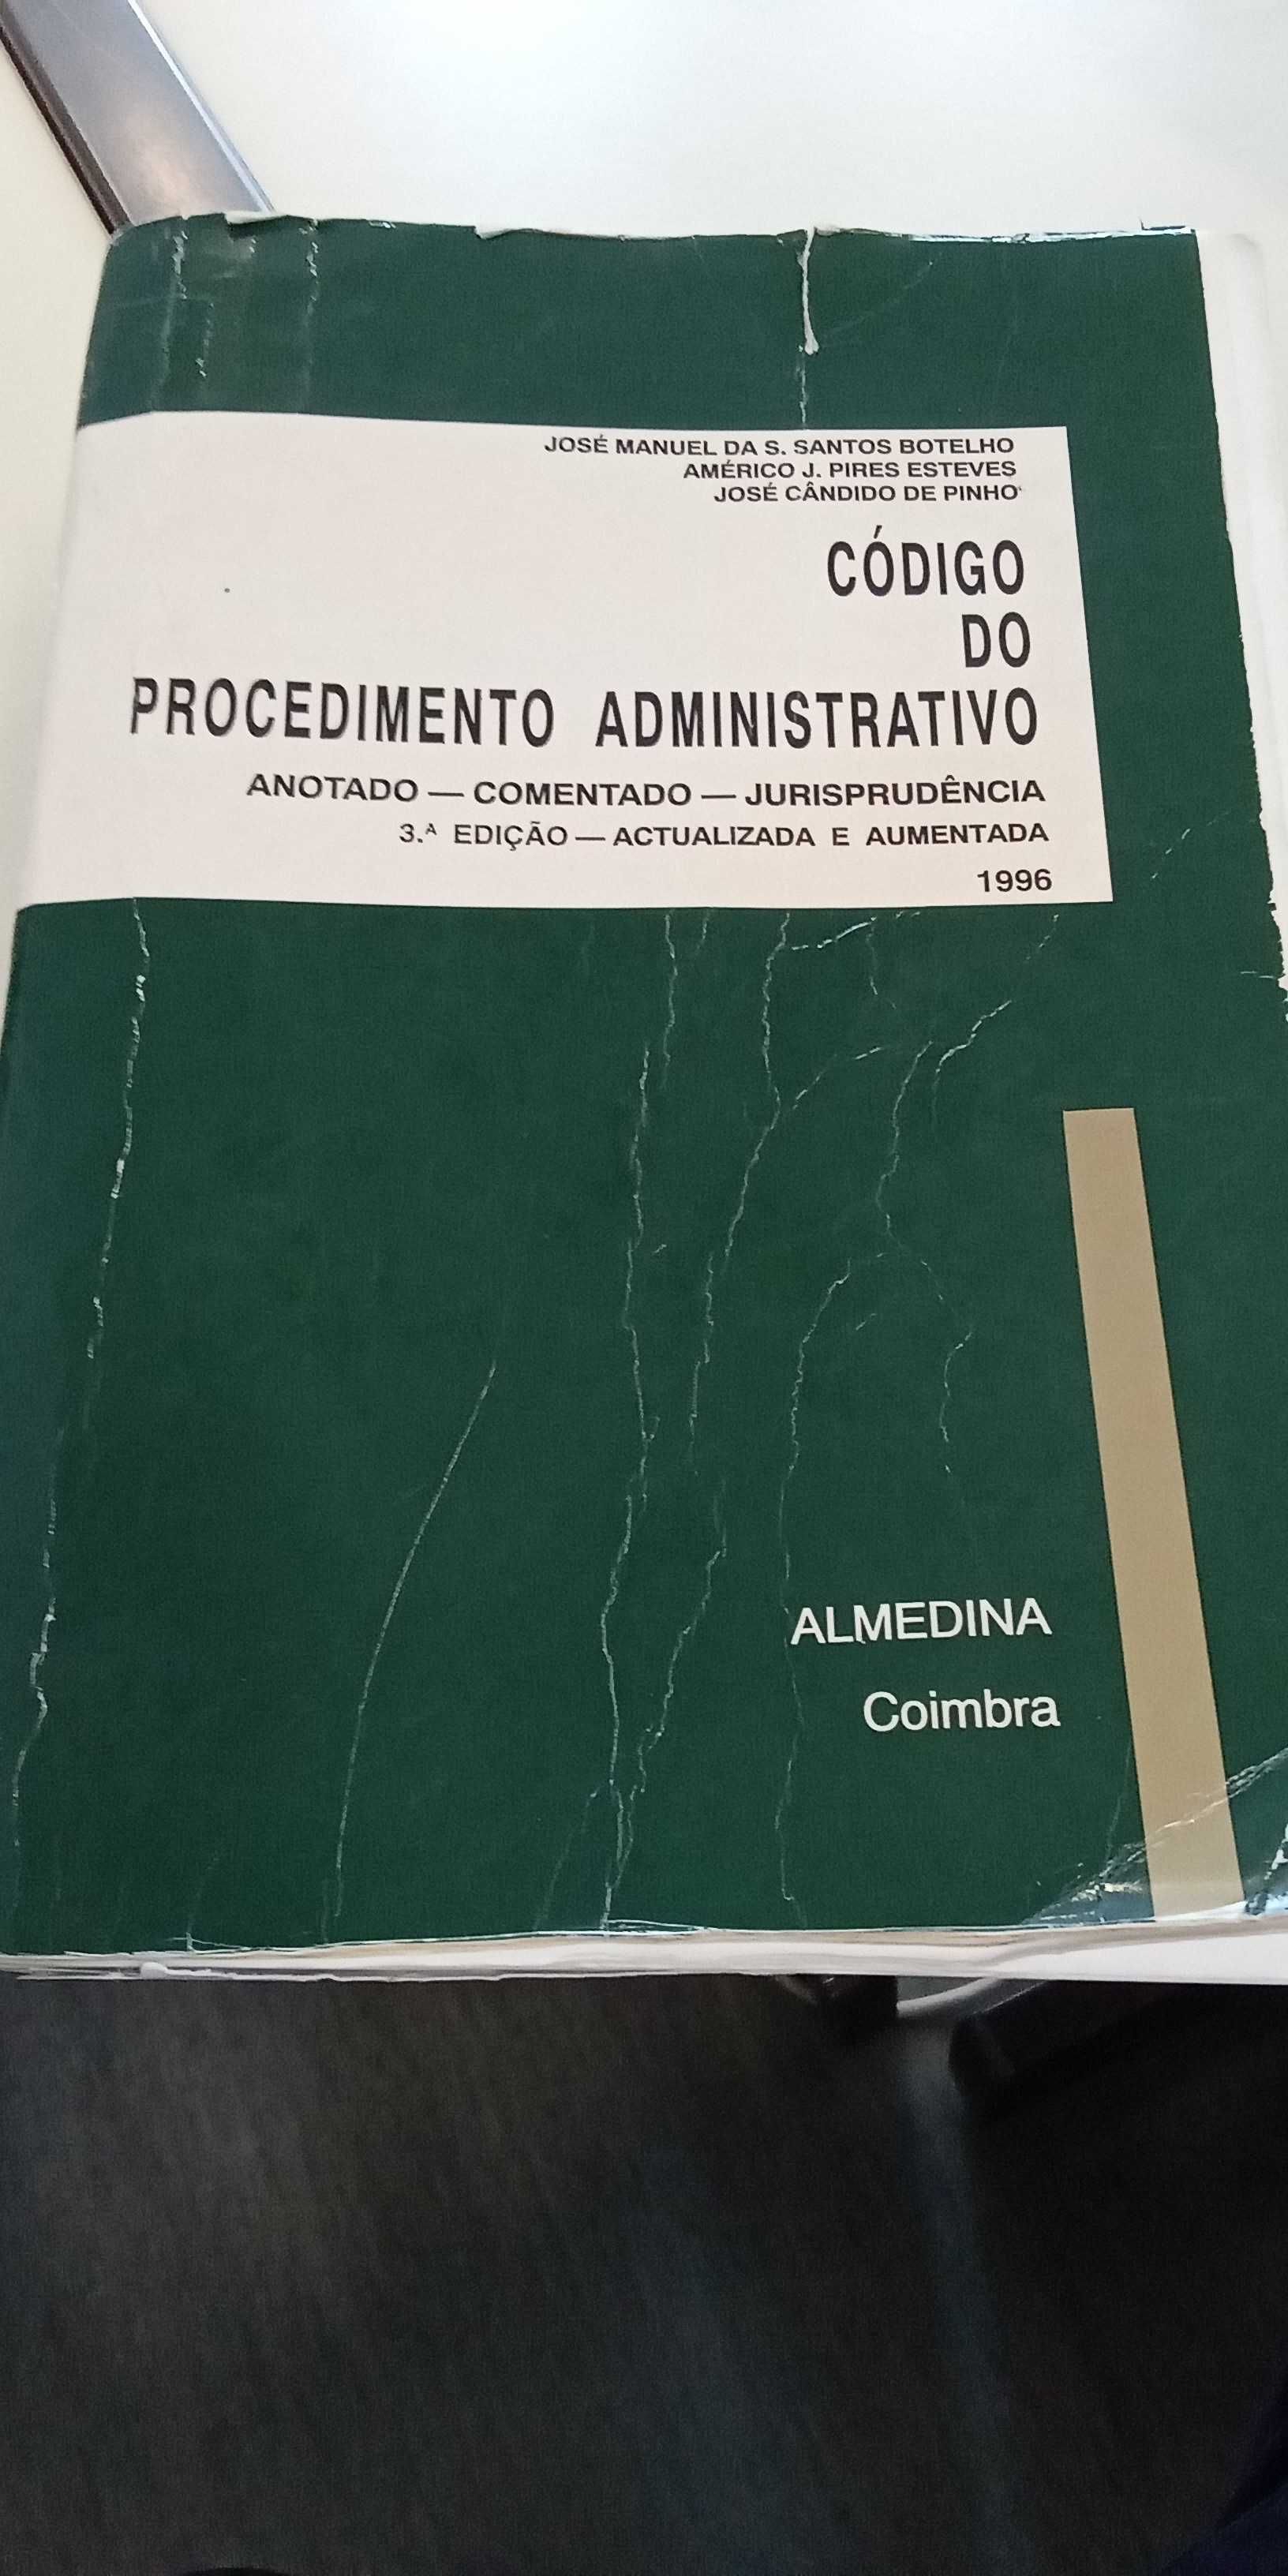 JOSÉ MANUEL DA S. SANTOS BOTELHO
AMÉRICO J. PIRES ESTEVES
JOSÉ CÂNDIDO DE PINHO
CÓDIGO
DO
PROCEDIMENTO ADMINISTRATIVO
ANOTADO — COMENTADO — JURISPRUDÊNCIA
3.ª EDIÇÃO — ACTUALIZADA E AUMENTADA
1996
ALMEDINA
Coimbra